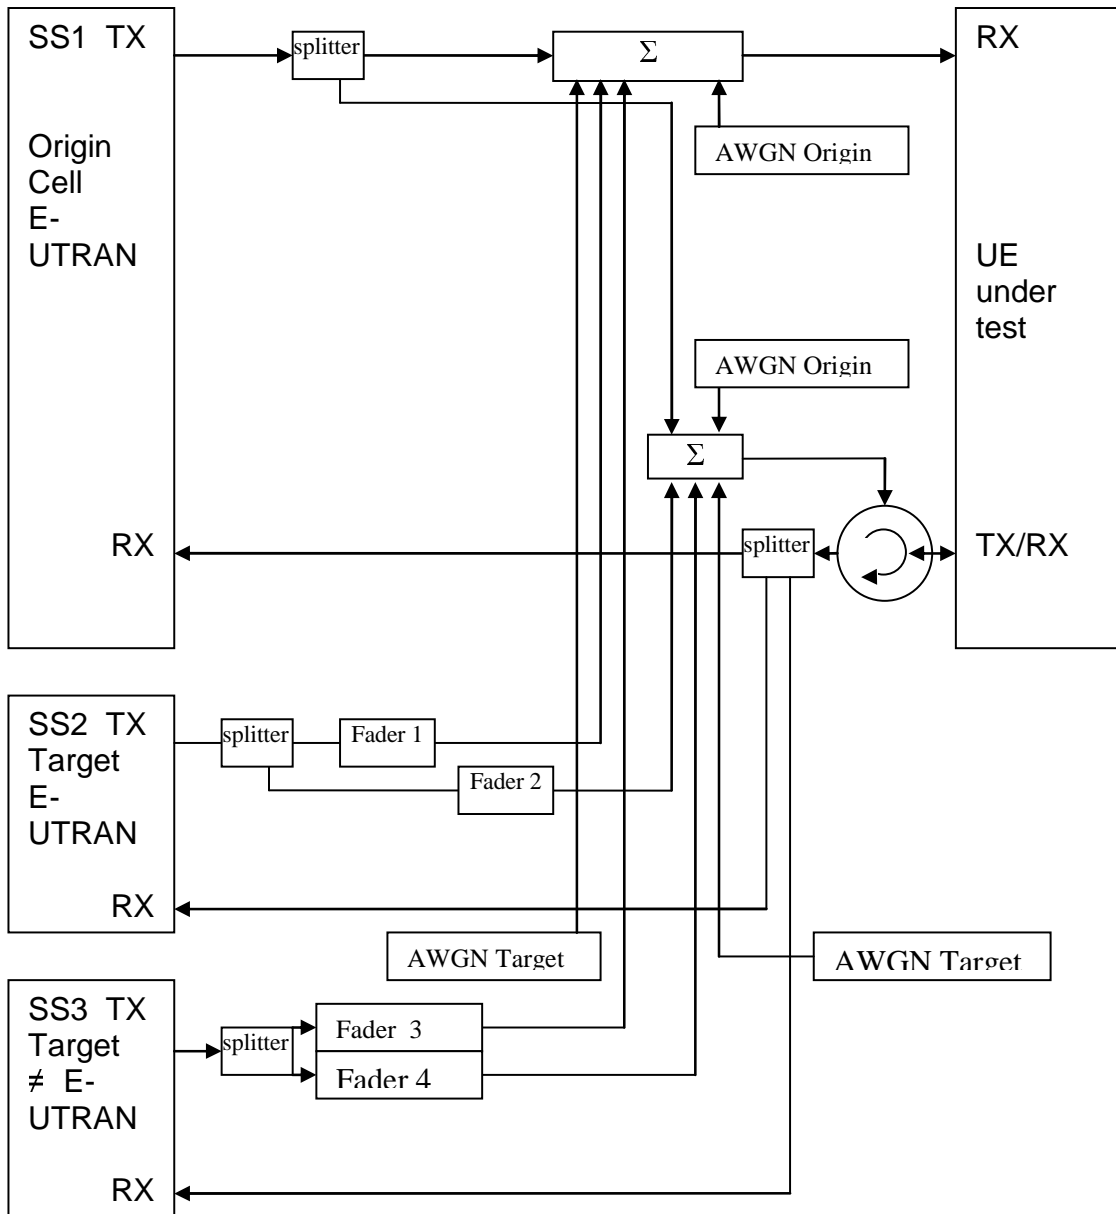 SS1 TX
splitter
Σ
RX
AWGN Origin
Origin
Cell
E-
UTRAN
UE
under
test
AWGN Origin
Σ
RX
splitter
TX/RX
SS2 TX
Target
E-
UTRAN
splitter
Fader 1
Fader 2
RX
AWGN Target
AWGN Target
SS3 TX
Target
≠ E-
UTRAN
splitter
Fader 3
Fader 4
RX